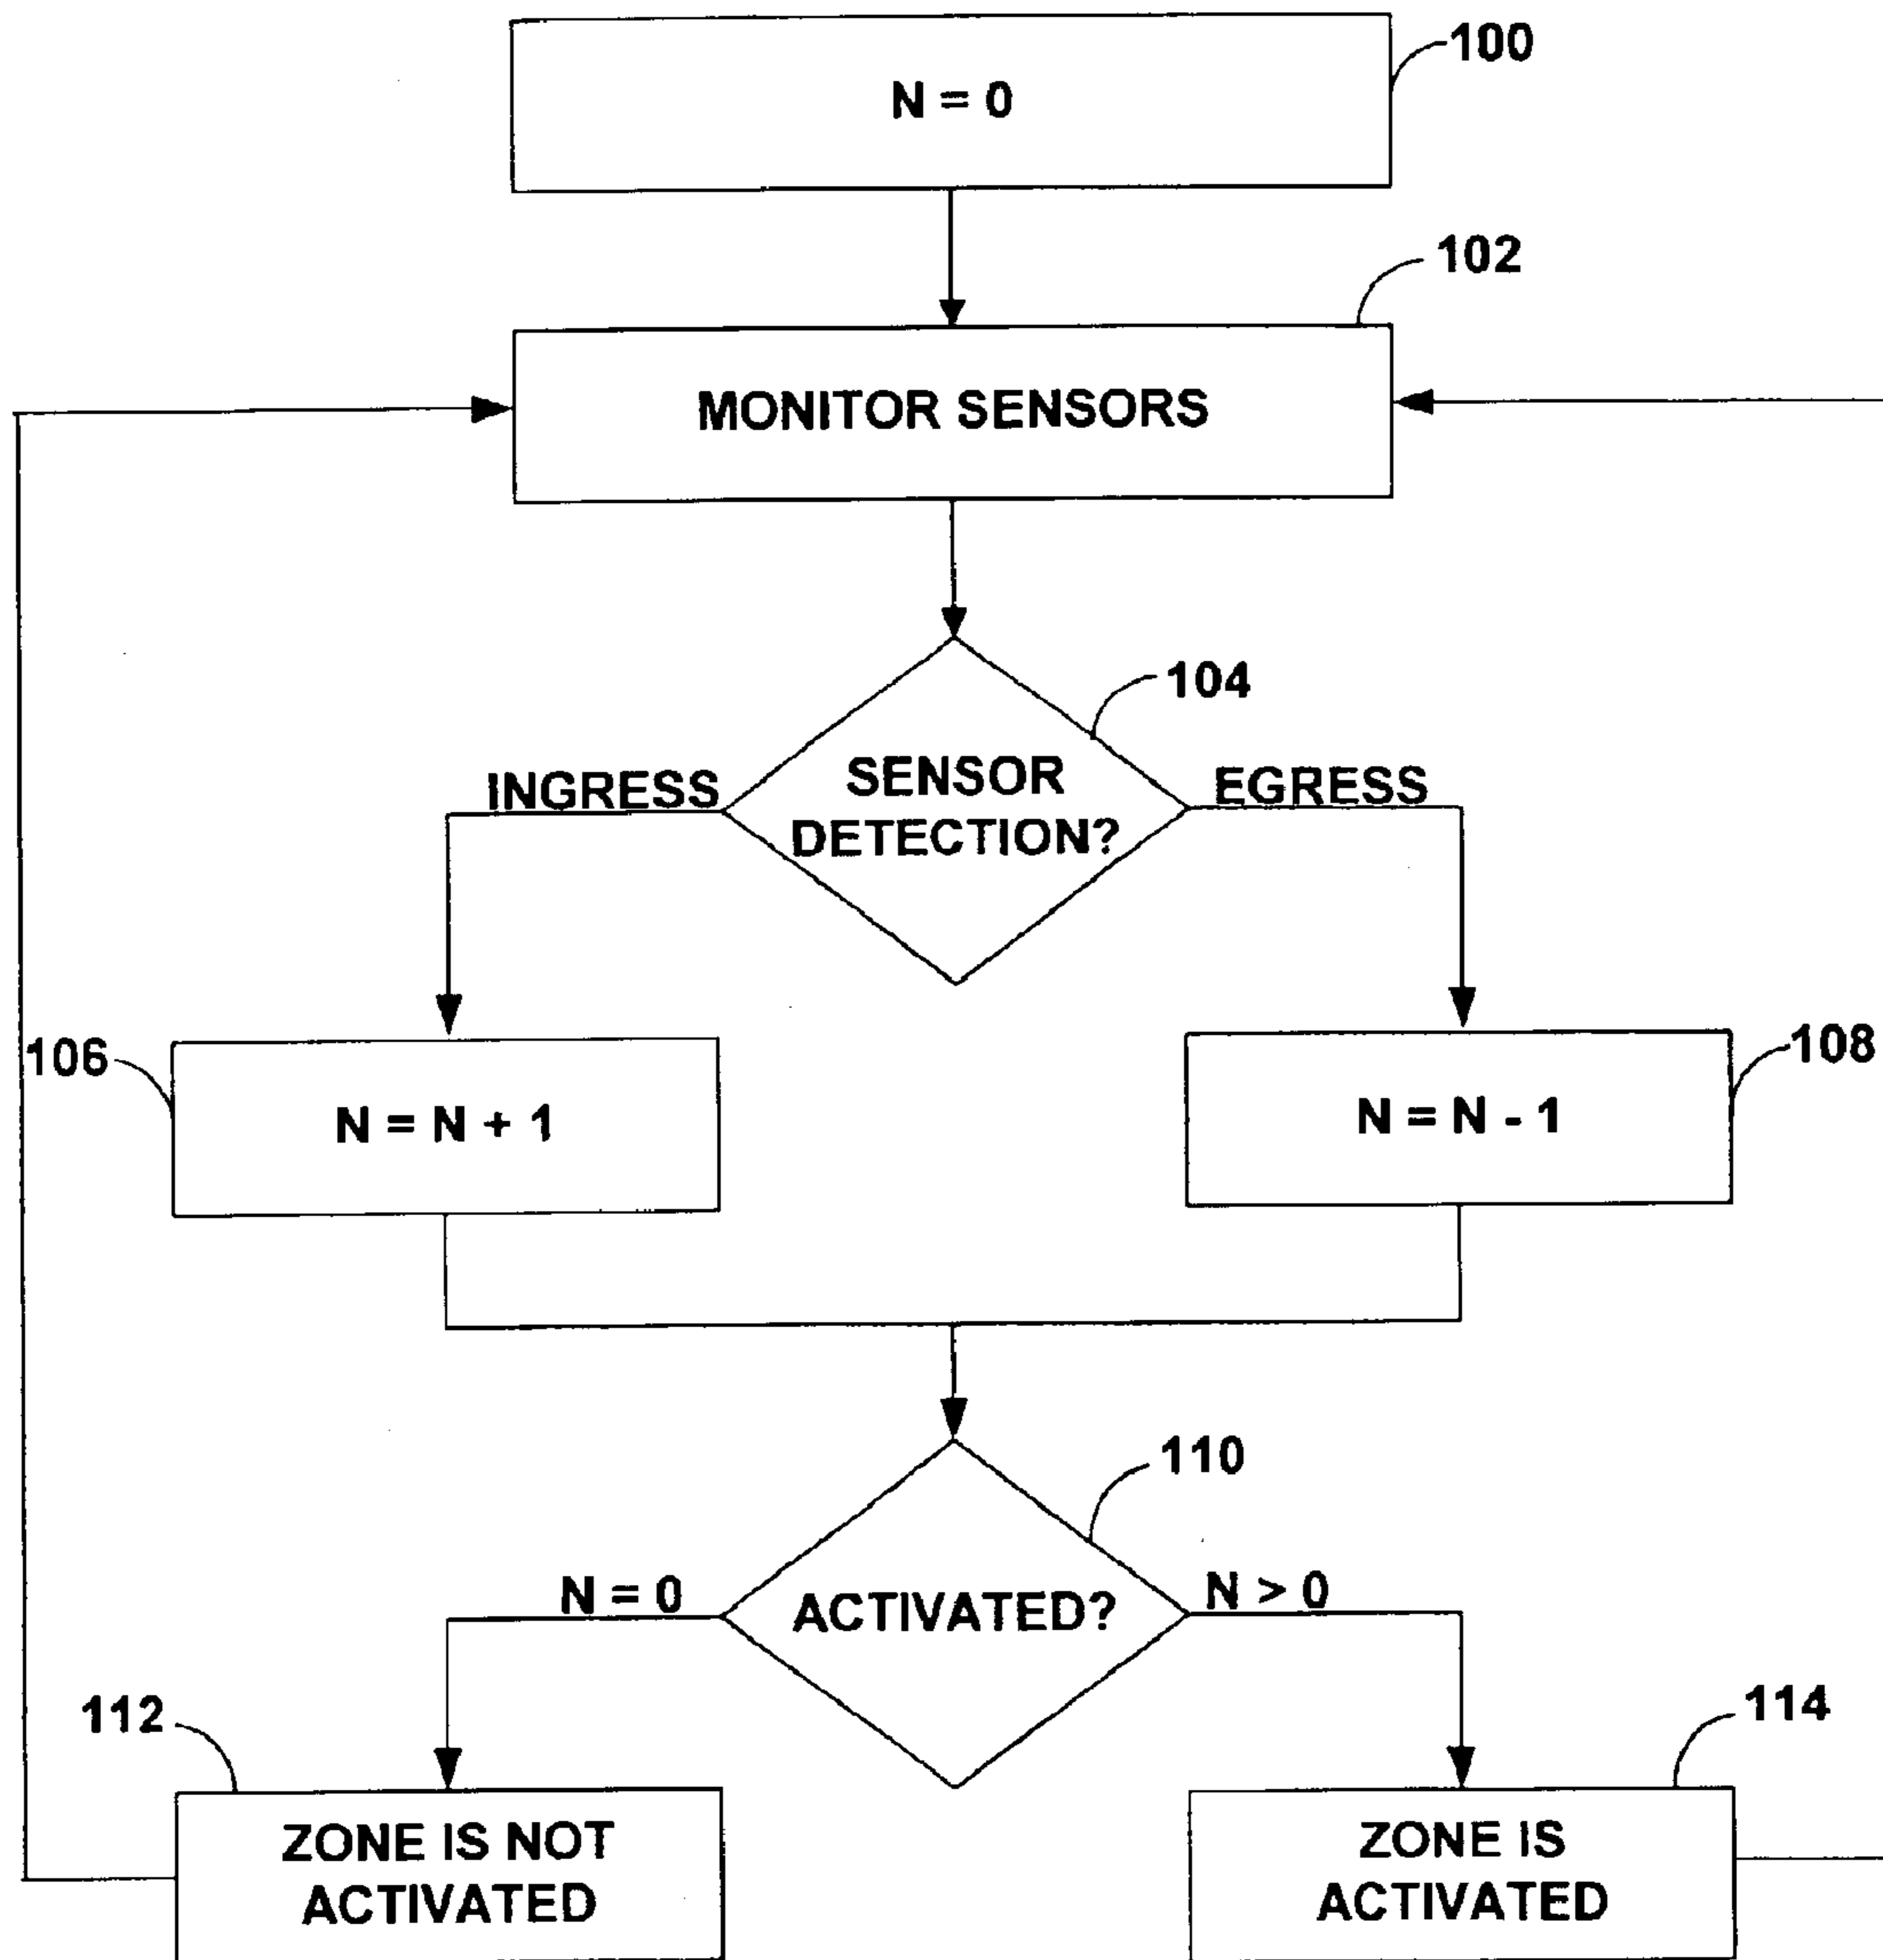 N = 0
100
102
MONITOR SENSORS
104
INGRESS
SENSOR
DETECTION?
EGRESS
106
N = N + 1
N = N - 1
108
110
N = 0
ACTIVATED?
N > 0
112
ZONE IS NOT
ACTIVATED
114
ZONE IS
ACTIVATED